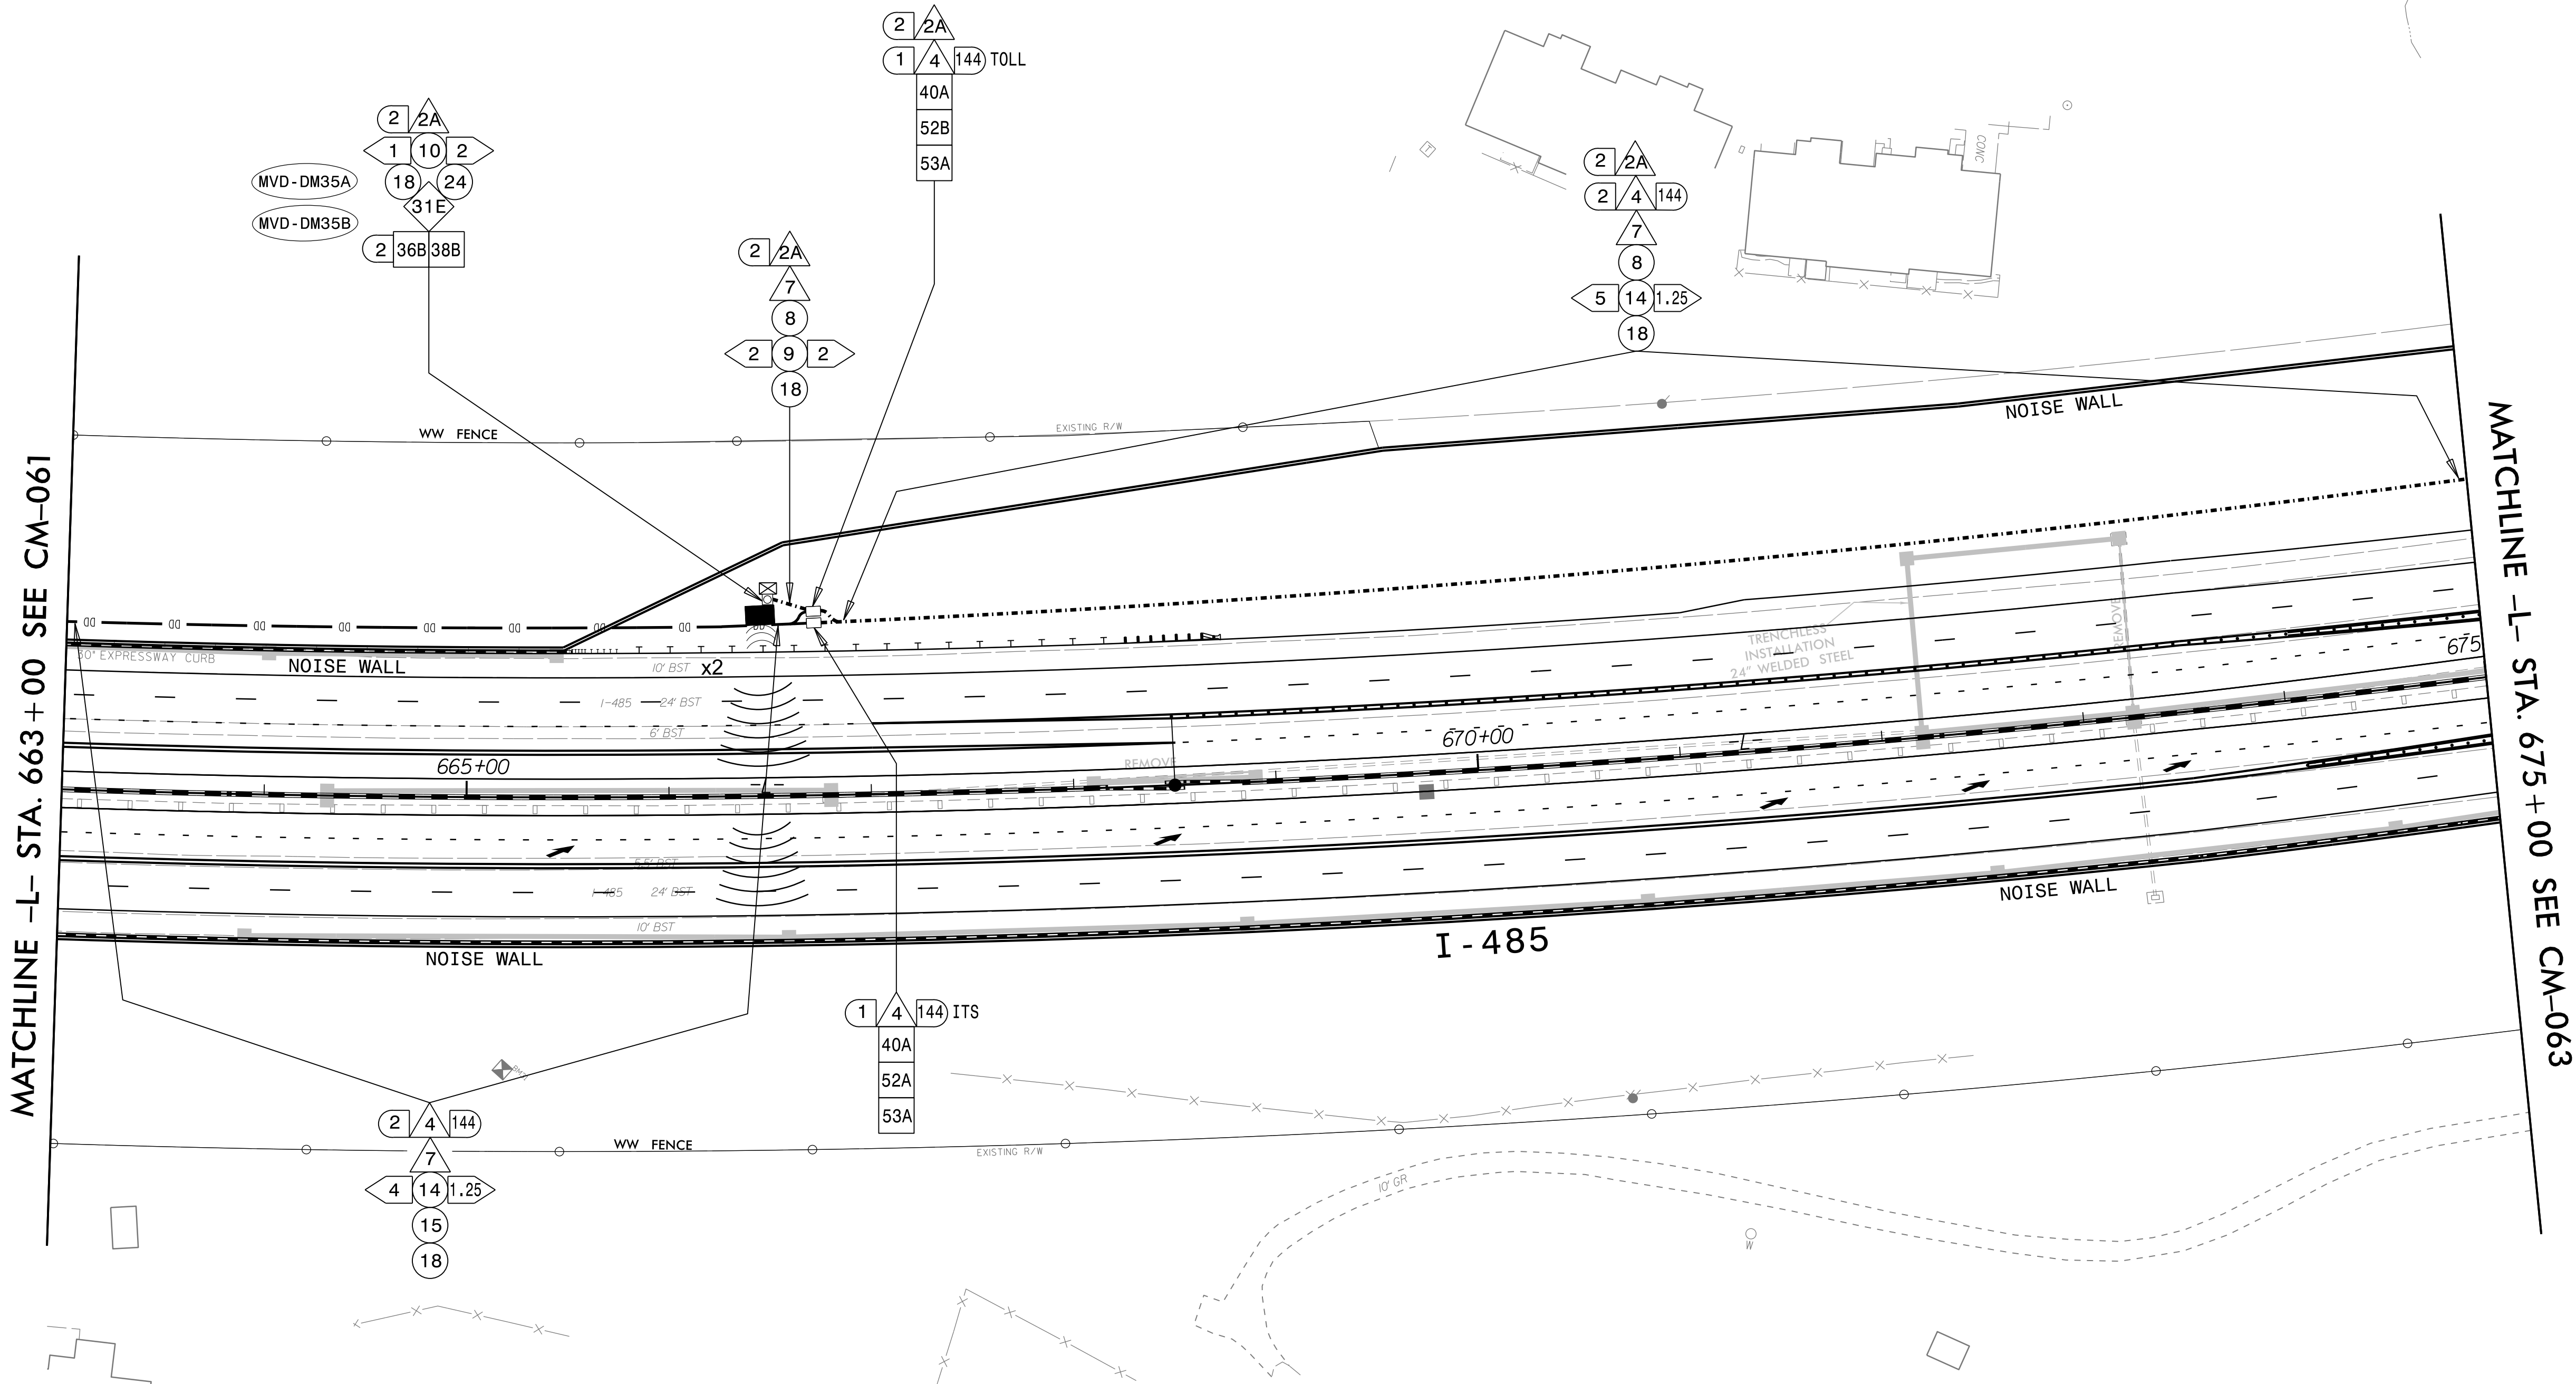 2 2A
1 4 144 TOLL
40A
52B
53A
2 2A
1 10 2
MVD-DM35A 18 24
31E
MVD-DM35B
2 36B 38B
2 2A
7
8
2 9 2
18
2 2A
2 4 144
7
8
5 14 1.25
18
CONC
T
MATCHLINE -L- STA. 663+00 SEE CM-061
MATCHLINE -L- STA. 675+00 SEE CM-063
WW FENCE
EXISTING R/W
NOISE WALL
30" EXPRESSWAY CURB
NOISE WALL
10' BST
x2
I-485 24' BST
6' BST
665+00
REMOVE
670+00
TRENCHLESS
INSTALLATION
24" WELDED STEEL
REMOVE
675
5.5' BST
I-485 24' BST
10' BST
NOISE WALL
NOISE WALL
I-485
1 4 144 ITS
40A
52A
53A
2 4 144
7
4 14 1.25
15
18
WW FENCE
EXISTING R/W
10' GR
W